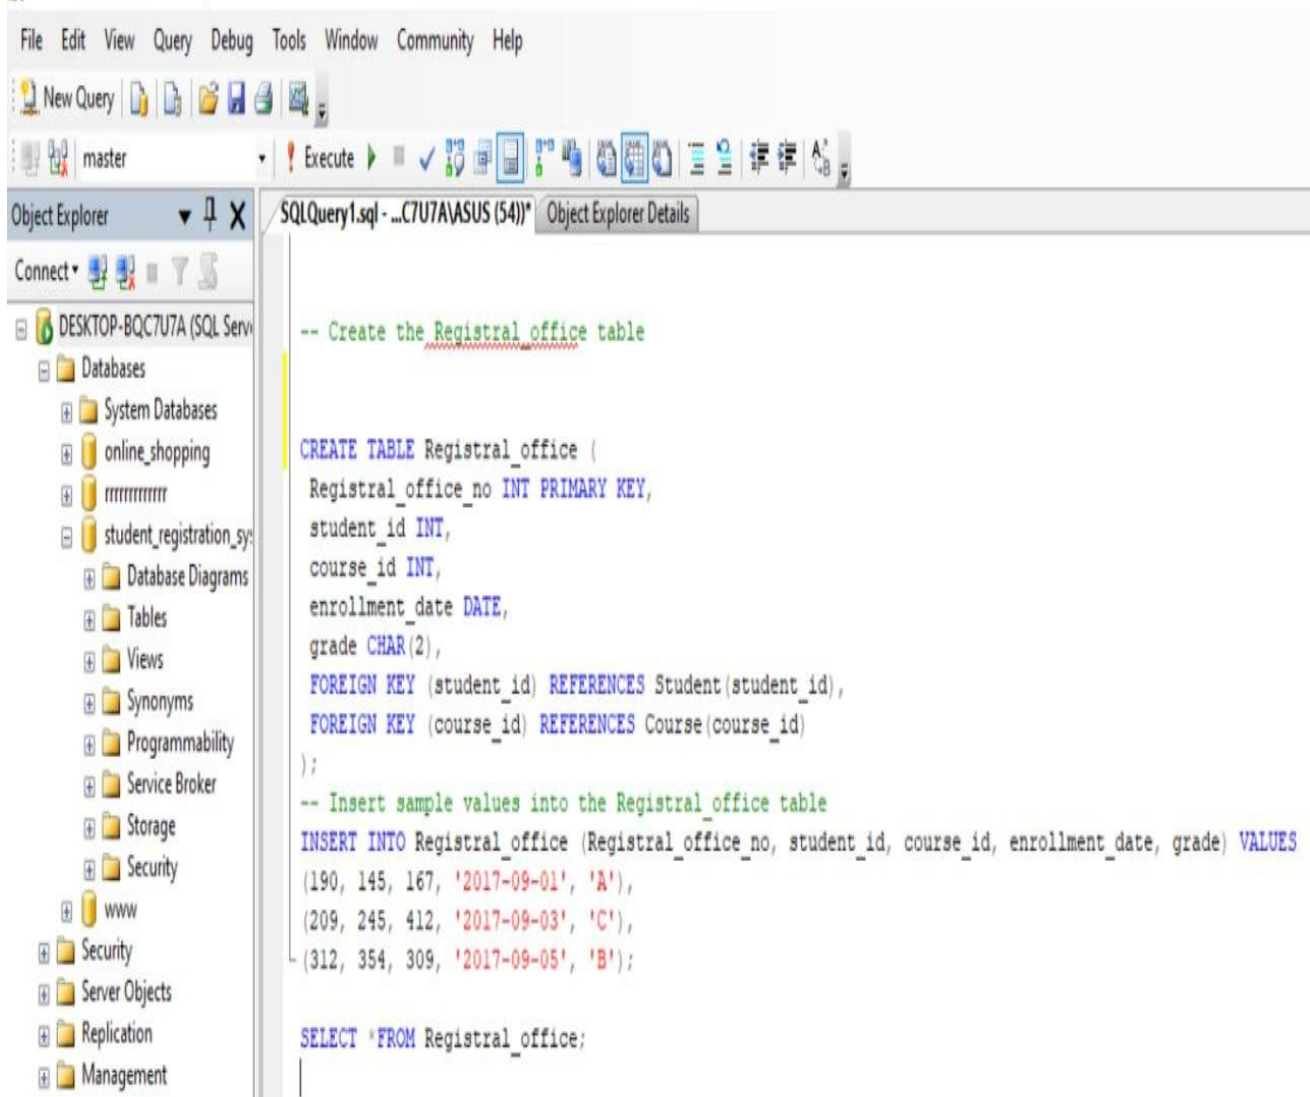 File Edit View Query Debug Tools Window Community Help
New Query
master Execute
Object Explorer
SQLQuery1.sql - ...C7U7A\ASUS (54))* Object Explorer Details
Connect
DESKTOP-BQC7U7A (SQL Serv
Databases
System Databases
online_shopping
rrrrrrrrrrrrr
student_registration_sy
Database Diagrams
Tables
Views
Synonyms
Programmability
Service Broker
Storage
Security
www
Security
Server Objects
Replication
Management
-- Create the Registral_office table
CREATE TABLE Registral_office (
Registral_office_no INT PRIMARY KEY,
student_id INT,
course_id INT,
enrollment_date DATE,
grade CHAR(2),
FOREIGN KEY (student_id) REFERENCES Student(student_id),
FOREIGN KEY (course_id) REFERENCES Course(course_id)
);
-- Insert sample values into the Registral_office table
INSERT INTO Registral_office (Registral_office_no, student_id, course_id, enrollment_date, grade) VALUES
(190, 145, 167, '2017-09-01', 'A'),
(209, 245, 412, '2017-09-03', 'C'),
(312, 354, 309, '2017-09-05', 'B');
SELECT *FROM Registral_office;